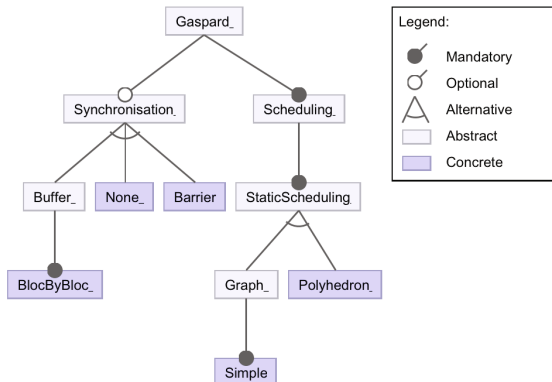 Gaspard_
Legend:
Mandatory
Optional
Alternative
Abstract
Concrete
Synchronisation_
Scheduling_
Buffer_
None_
Barrier
StaticScheduling_
BlocByBloc_
Graph_
Polyhedron_
Simple